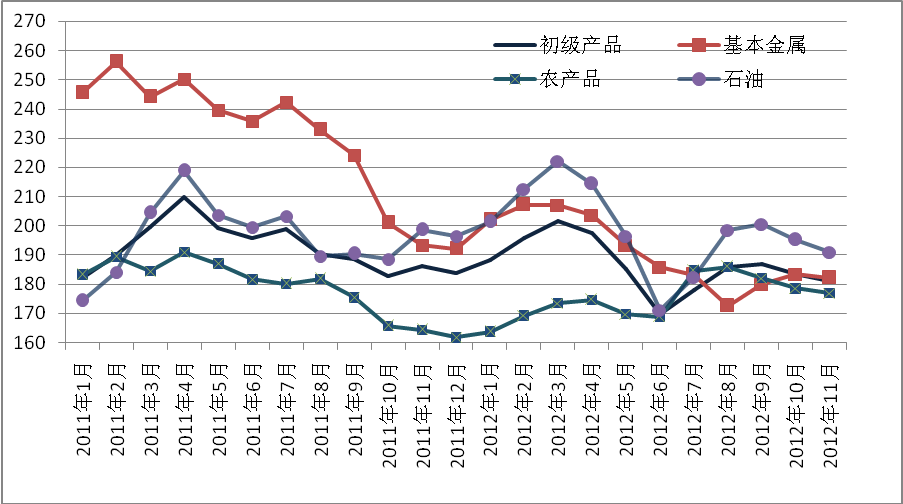 270
260
250
240
230
220
210
200
190
180
170
160
初级产品
基本金属
农产品
石油
2011年1月
2011年2月
2011年3月
2011年4月
2011年5月
2011年6月
2011年7月
2011年8月
2011年9月
2011年10月
2011年11月
2011年12月
2012年1月
2012年2月
2012年3月
2012年4月
2012年5月
2012年6月
2012年7月
2012年8月
2012年9月
2012年10月
2012年11月